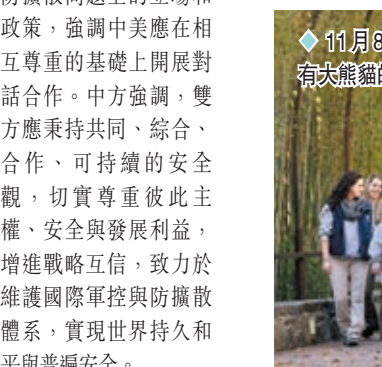 防擴散問題上的立場和
政策，強調中美應在相
互尊重的基礎上開展對
話合作。中方強調，雙
方應秉持共同、綜合、
合作、可持續的安全
觀，切實尊重彼此主
權、安全與發展利益，
增進戰略互信，致力於
維護國際軍控與防擴散
體系，實現世界持久和
平與普遍安全。
◆ 11月8
有大熊貓